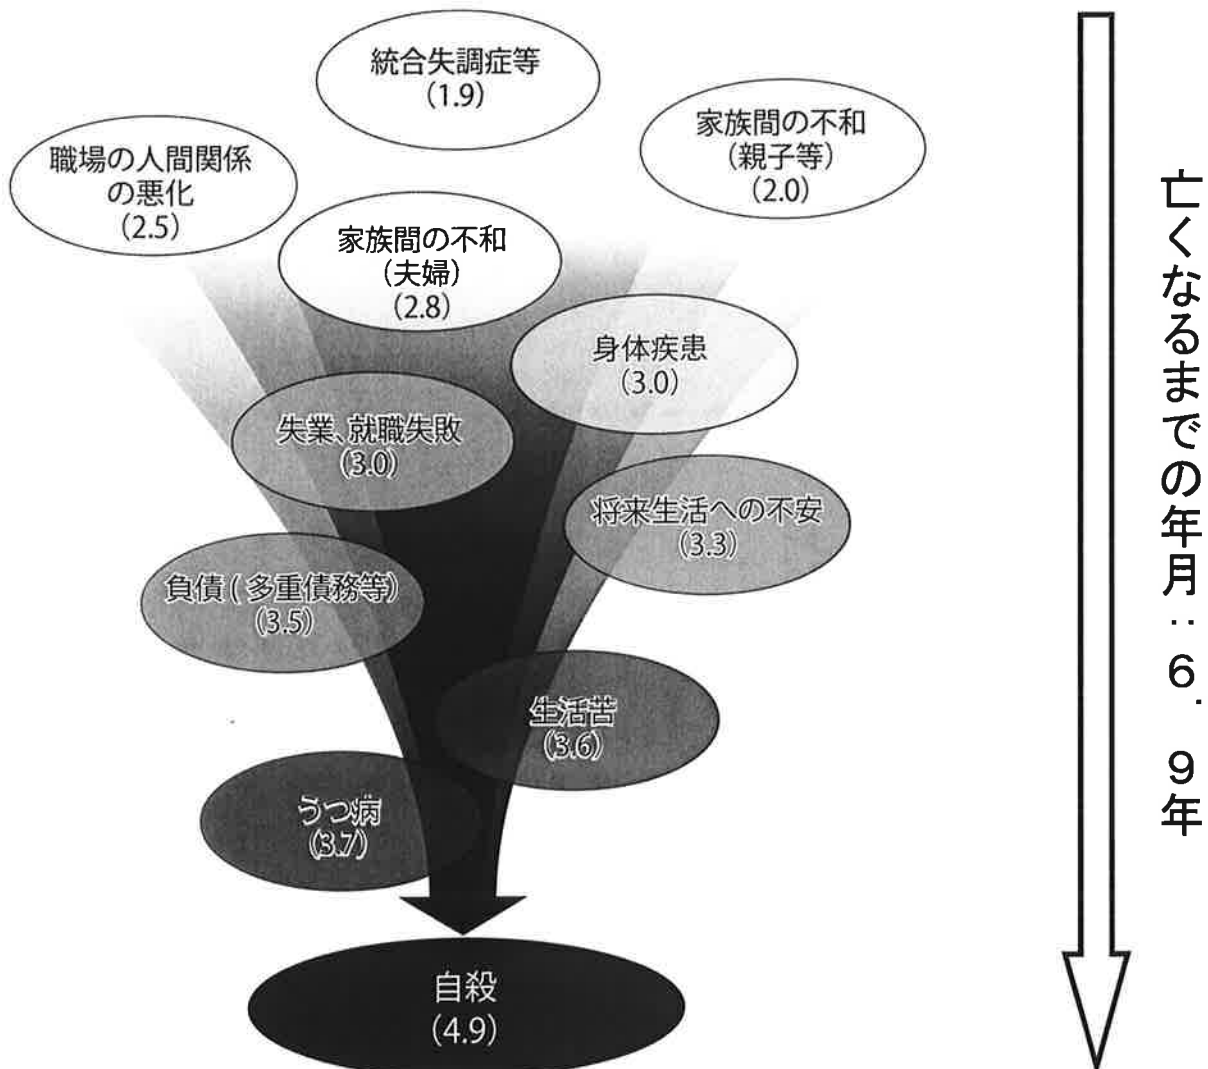 統合失調症等
(1.9)
家族間の不和
(親子等)
(2.0)
職場の人間関係
の悪化
(2.5)
家族間の不和
(夫婦)
(2.8)
身体疾患
(3.0)
失業、就職失敗
(3.0)
将来生活への不安
(3.3)
負債(多重債務等)
(3.5)
生活苦
(3.6)
うつ病
(3.7)
自殺
(4.9)
亡くなるまでの年月：６．９年